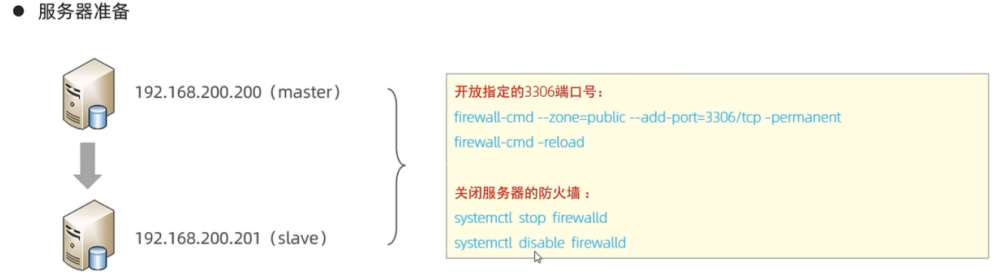 ● 服务器准备
192.168.200.200（master）
192.168.200.201（slave）
开放指定的3306端口号：
firewall-cmd --zone=public --add-port=3306/tcp -permanent
firewall-cmd -reload
关闭服务器的防火墙：
systemctl stop firewalld
systemctl disable firewalld